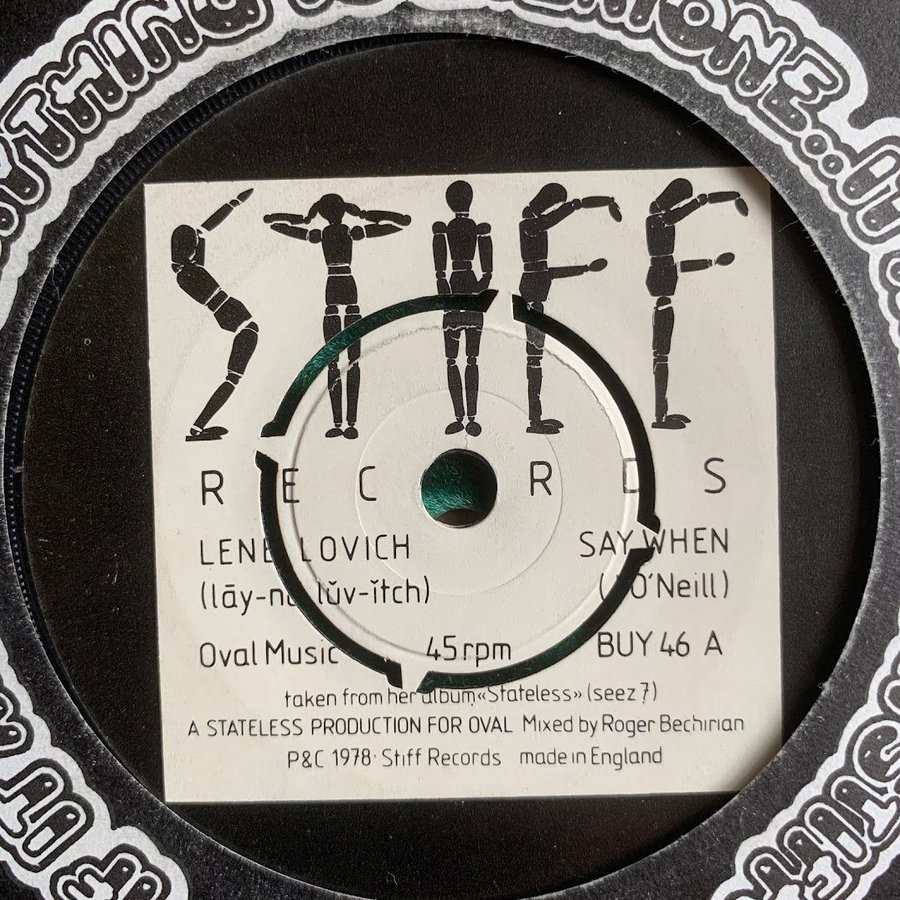 STIFF
RECORDS
LENE LOVICH SAY WHEN
(lāy-ne lŭv-ĭtch) ( O'Neill)
Oval Music 45 rpm BUY 46 A
taken from her album «Stateless» (seez 7)
A STATELESS PRODUCTION FOR OVAL Mixed by Roger Bechirian
P&C 1978· Stiff Records made in England